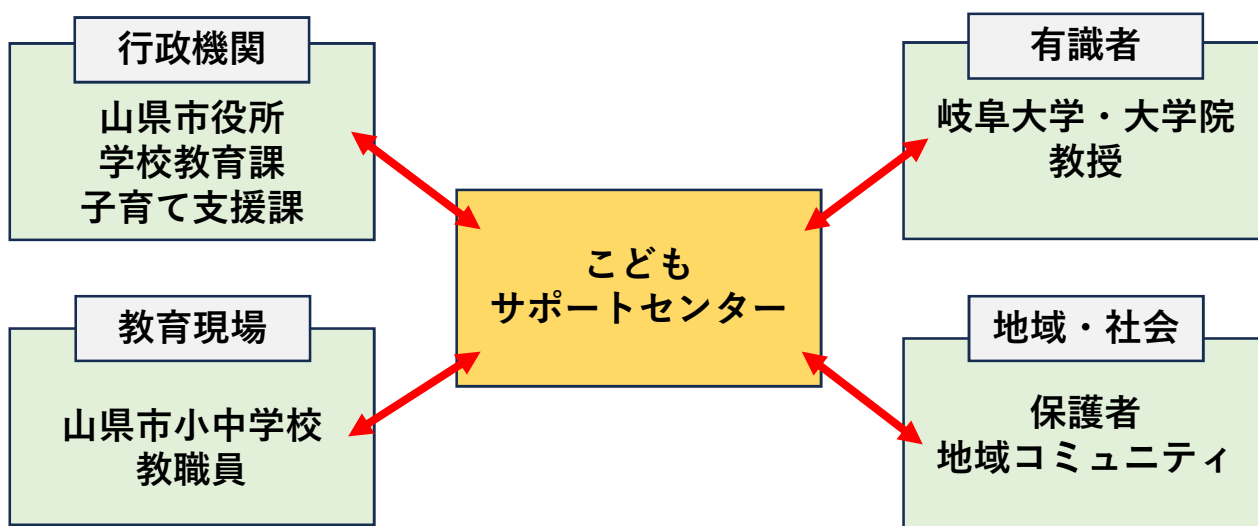 行政機関
山県市役所
学校教育課
子育て支援課
有識者
岐阜大学・大学院
教授
こども
サポートセンター
教育現場
山県市小中学校
教職員
地域・社会
保護者
地域コミュニティ